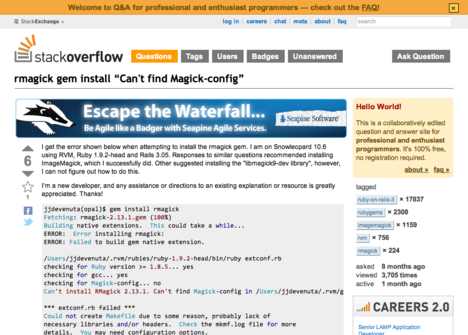 Welcome to Q&A for professional and enthusiast programmers — check out the FAQ!
StackExchange
log in | careers | chat | meta | about | faq
search
stackoverflow
Questions
Tags
Users
Badges
Unanswered
Ask Question
rmagick gem install “Can't find Magick-config”
Escape the Waterfall...
Be Agile like a Badger with Seapine Agile Services.
Seapine Software
6
I get the error shown below when attempting to install the rmagick gem. I am on Snowleopard 10.6
using RVM, Ruby 1.9.2-head and Rails 3.05. Responses to similar questions recommended installing
ImageMagick, which I successfully did. Other suggested installing the "libmagick9-dev library", however,
I can not figure out how to do this.
I'm a new developer, and any assistance or directions to an existing explanation or resource is greatly
appreciated. Thanks!
jjdevenuta(opal)$ gem install rmagick
Fetching: rmagick-2.13.1.gem (100%)
Building native extensions.  This could take a while...
ERROR:  Error installing rmagick:
ERROR: Failed to build gem native extension.
/Users/jjdevenuta/.rvm/rubies/ruby-1.9.2-head/bin/ruby extconf.rb
checking for Ruby version >= 1.8.5... yes
checking for gcc... yes
checking for Magick-config... no
Can't install RMagick 2.13.1. Can't find Magick-config in /Users/jjdevenuta/.rvm/g
*** extconf.rb failed ***
Could not create Makefile due to some reason, probably lack of
necessary libraries and/or headers.  Check the mkmf.log file for more
details.  You may need configuration options.
Hello World!
This is a collaboratively edited
question and answer site for
professional and enthusiast
programmers. It's 100% free,
no registration required.
about » faq »
tagged
ruby-on-rails-3 × 17837
rubygems × 2308
imagemagick × 1159
rvm × 756
rmagick × 224
asked 8 months ago
viewed 3,705 times
active 1 month ago
CAREERS 2.0
Senior LAMP Application
Developer